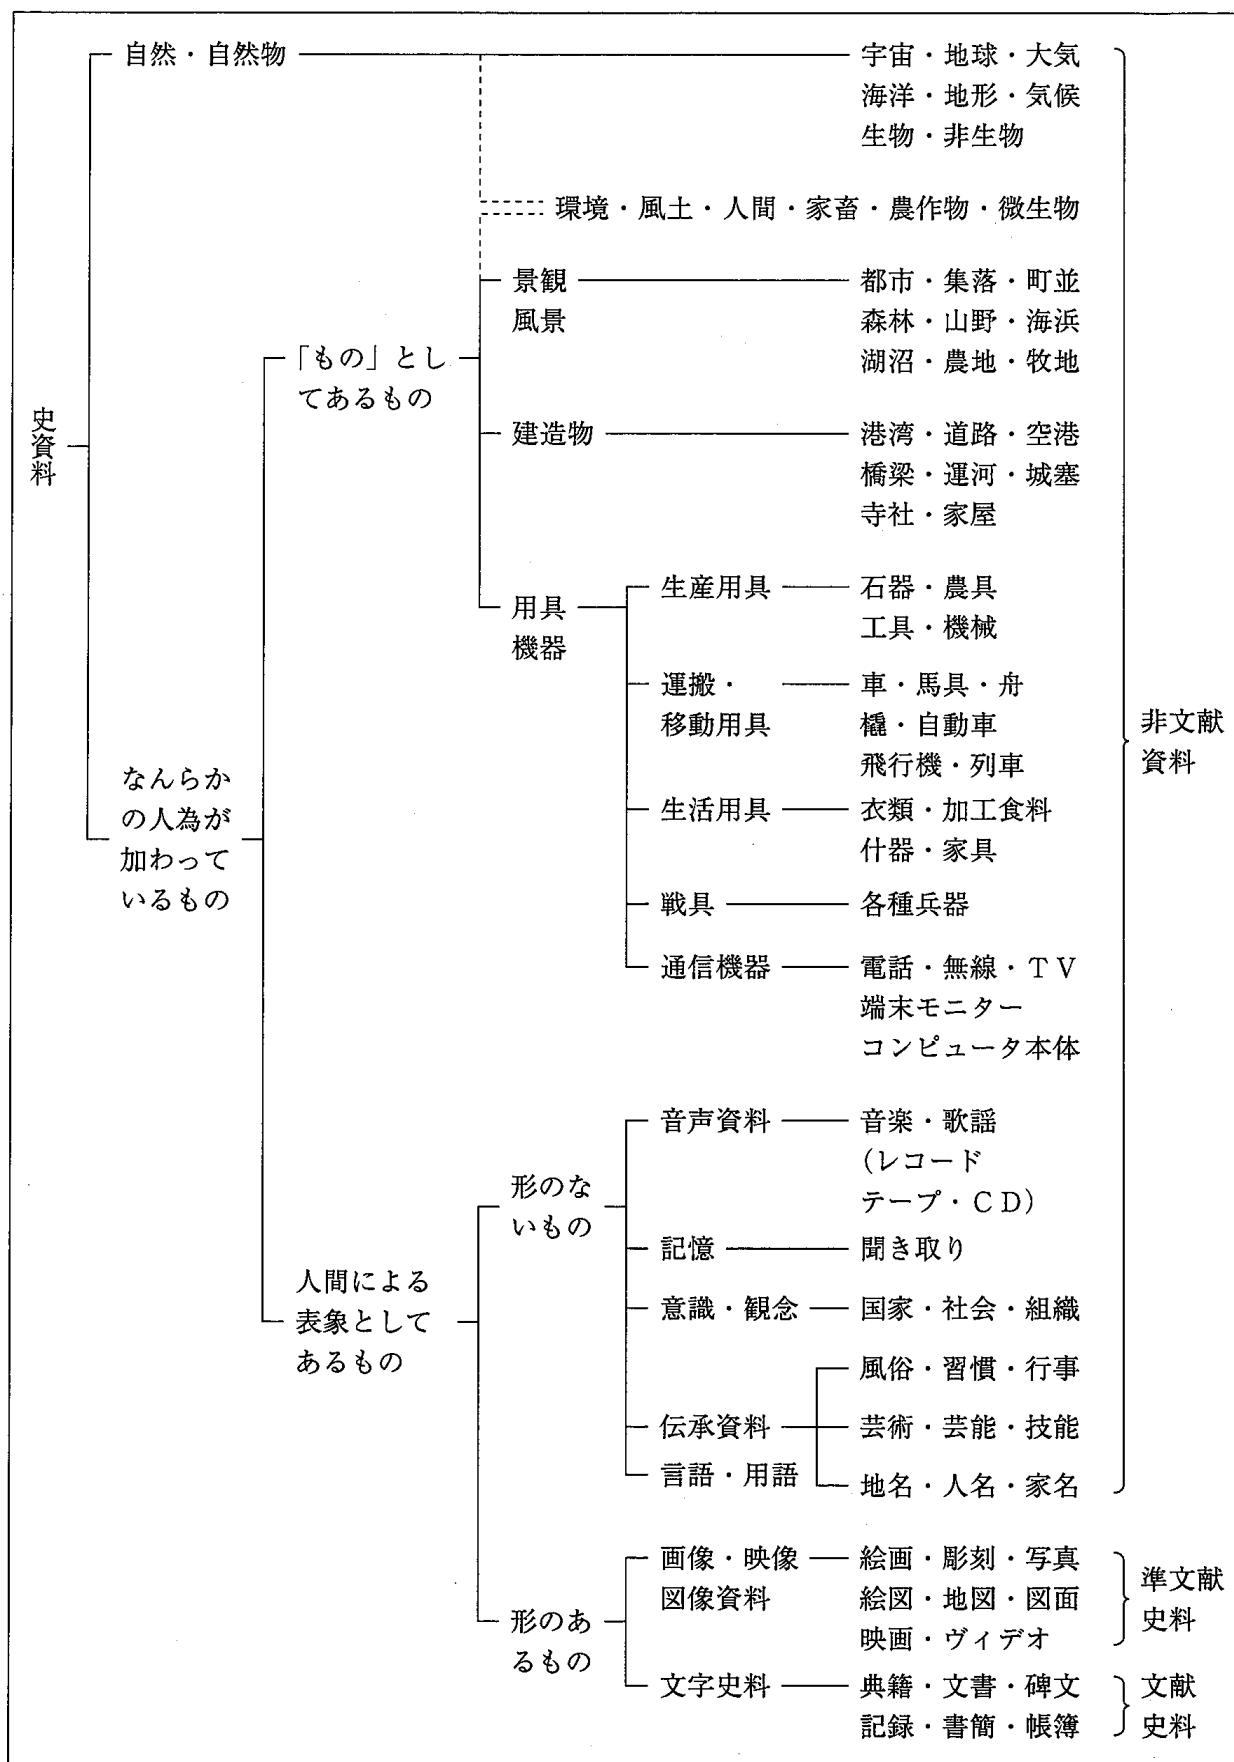 史資料
自然・自然物
宇宙・地球・大気
海洋・地形・気候
生物・非生物
環境・風土・人間・家畜・農作物・微生物
なんらか
の人為が
加わって
いるもの
「もの」とし
てあるもの
景観
風景
都市・集落・町並
森林・山野・海浜
湖沼・農地・牧地
建造物
港湾・道路・空港
橋梁・運河・城塞
寺社・家屋
用具
機器
生産用具
石器・農具
工具・機械
運搬・
移動用具
車・馬具・舟
橇・自動車
飛行機・列車
生活用具
衣類・加工食料
什器・家具
戦具
各種兵器
通信機器
電話・無線・TV
端末モニター
コンピュータ本体
人間による
表象として
あるもの
形のな
いもの
音声資料
音楽・歌謡
(レコード
テープ・CD)
記憶
聞き取り
意識・観念
国家・社会・組織
伝承資料
言語・用語
風俗・習慣・行事
芸術・芸能・技能
地名・人名・家名
非文献
資料
形のあ
るもの
画像・映像
図像資料
絵画・彫刻・写真
絵図・地図・図面
映画・ヴィデオ
準文献
史料
文字史料
典籍・文書・碑文
記録・書簡・帳簿
文献
史料